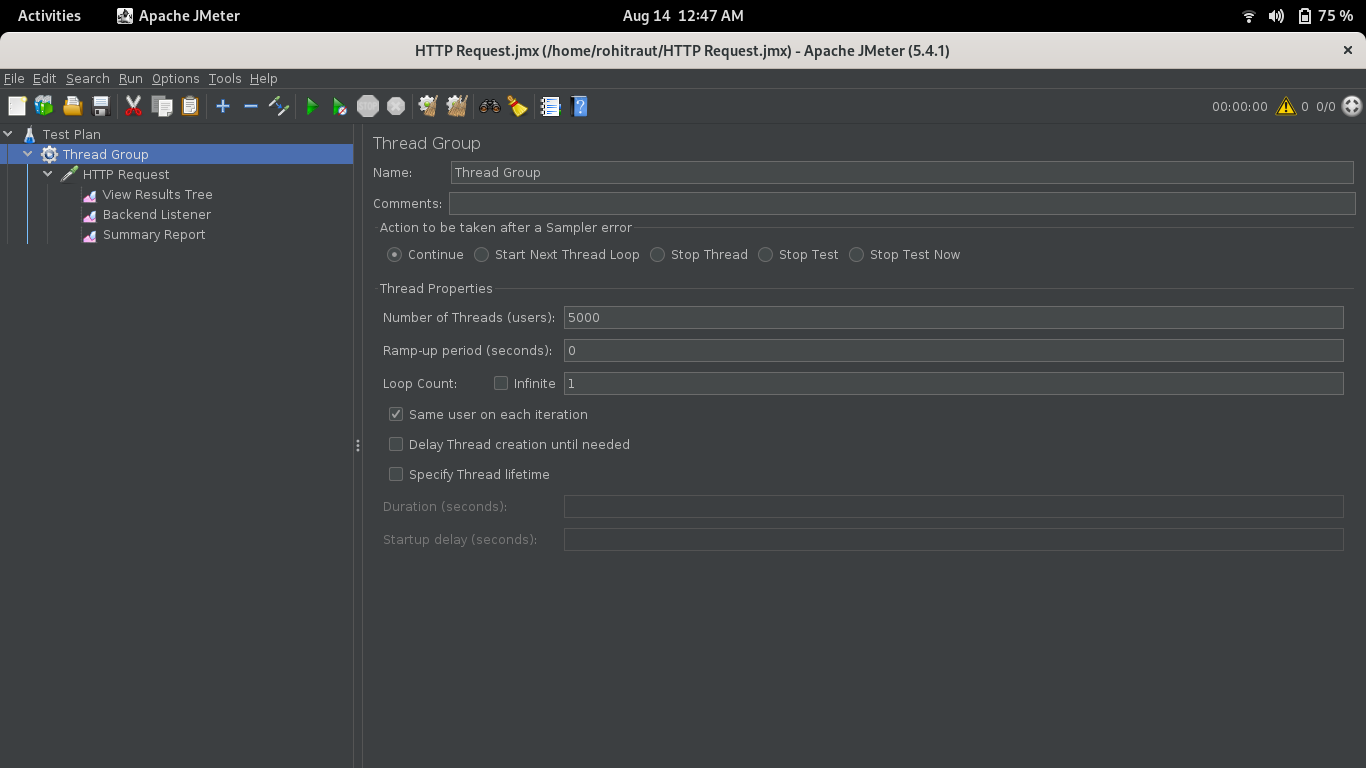 Activities Apache JMeter Aug 14 12:47 AM 75 %
HTTP Request.jmx (/home/rohitraut/HTTP Request.jmx) - Apache JMeter (5.4.1) ×
File Edit Search Run Options Tools Help
STOP 00:00:00 0 0/0
Test Plan
Thread Group
HTTP Request
View Results Tree
Backend Listener
Summary Report
Thread Group
Name: Thread Group
Comments:
Action to be taken after a Sampler error
Continue Start Next Thread Loop Stop Thread Stop Test Stop Test Now
Thread Properties
Number of Threads (users): 5000
Ramp-up period (seconds): 0
Loop Count: Infinite 1
Same user on each iteration
Delay Thread creation until needed
Specify Thread lifetime
Duration (seconds):
Startup delay (seconds):